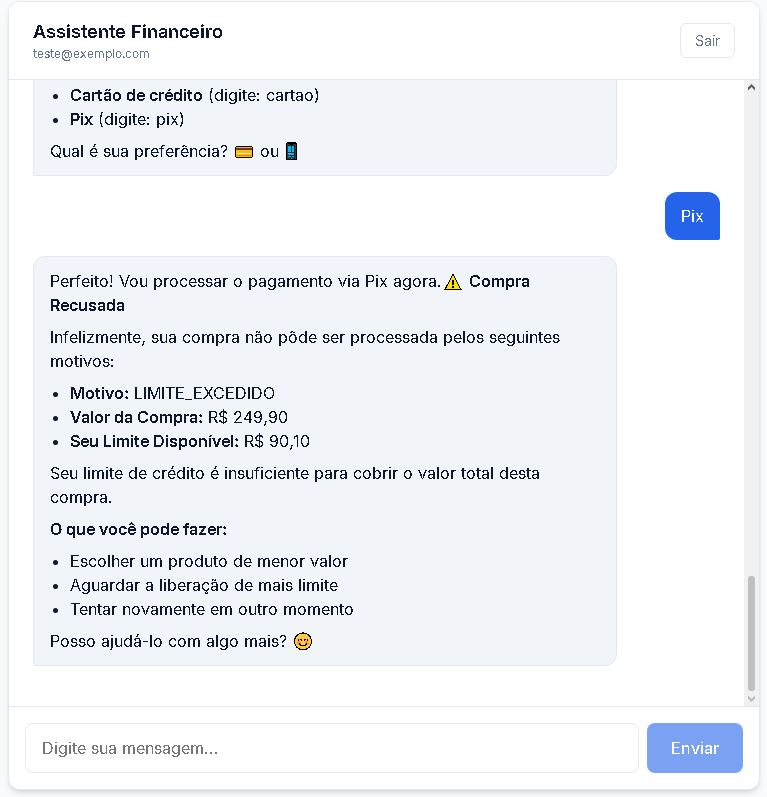 Assistente Financeiro
teste@exemplo.com
Sair
• Cartão de crédito (digite: cartao)
• Pix (digite: pix)
Qual é sua preferência? 💳 ou 📱
Pix
Perfeito! Vou processar o pagamento via Pix agora.⚠️ Compra
Recusada
Infelizmente, sua compra não pôde ser processada pelos seguintes
motivos:
• Motivo: LIMITE_EXCEDIDO
• Valor da Compra: R$ 249,90
• Seu Limite Disponível: R$ 90,10
Seu limite de crédito é insuficiente para cobrir o valor total desta
compra.
O que você pode fazer:
• Escolher um produto de menor valor
• Aguardar a liberação de mais limite
• Tentar novamente em outro momento
Posso ajudá-lo com algo mais? 😊
Digite sua mensagem...
Enviar